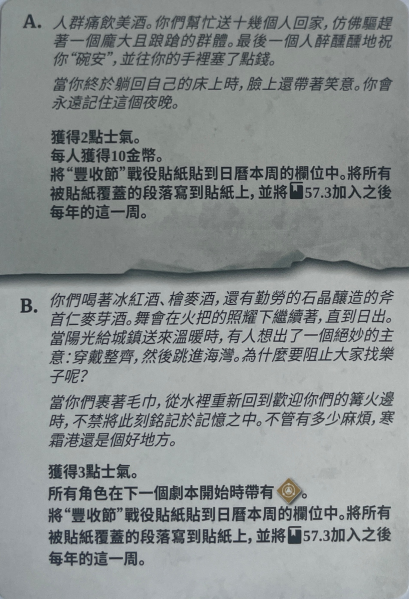 A. 人群痛飲美酒。你們幫忙送十幾個人回家，仿佛驅趕
著一個龐大且踉蹌的群體。最後一個人醉醺醺地祝
你“碗安”，並往你的手裡塞了點錢。
當你終於躺回自己的床上時，臉上還帶著笑意。你會
永遠記住這個夜晚。
獲得2點士氣。
每人獲得10金幣。
將“豐收節”戰役貼紙貼到日曆本周的欄位中。將所有
被貼紙覆蓋的段落寫到貼紙上，並將57.3加入之後
每年的這一周。
B. 你們喝著冰紅酒、檜麥酒，還有勤勞的石晶釀造的斧
首仁麥芽酒。舞會在火把的照耀下繼續著，直到日出。
當陽光給城鎮送來溫暖時，有人想出了一個絕妙的主
意：穿戴整齊，然後跳進海灣。為什麼要阻止大家找樂
子呢？
當你們裹著毛巾，從水裡重新回到歡迎你們的篝火邊
時，不禁將此刻銘記於記憶之中。不管有多少麻煩，寒
霜港還是個好地方。
獲得3點士氣。
所有角色在下一個劇本開始時帶有。
將“豐收節”戰役貼紙貼到日曆本周的欄位中。將所有
被貼紙覆蓋的段落寫到貼紙上，並將57.3加入之後
每年的這一周。